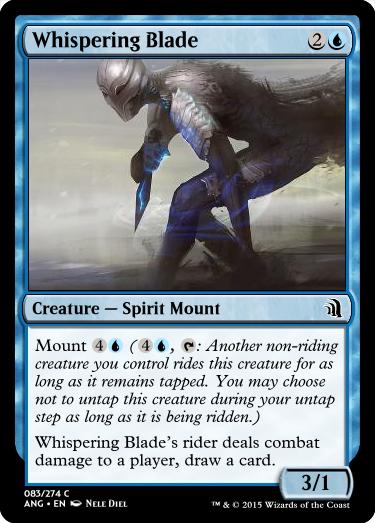 Whispering Blade 2
Creature — Spirit Mount
Mount 4 (4, : Another non-riding
creature you control rides this creature for as
long as it remains tapped. You may choose
not to untap this creature during your untap
step as long as it is being ridden.)
Whispering Blade's rider deals combat
damage to a player, draw a card.
3/1
083/274 C
ANG • EN Nele Diel
™ & © 2015 Wizards of the Coast